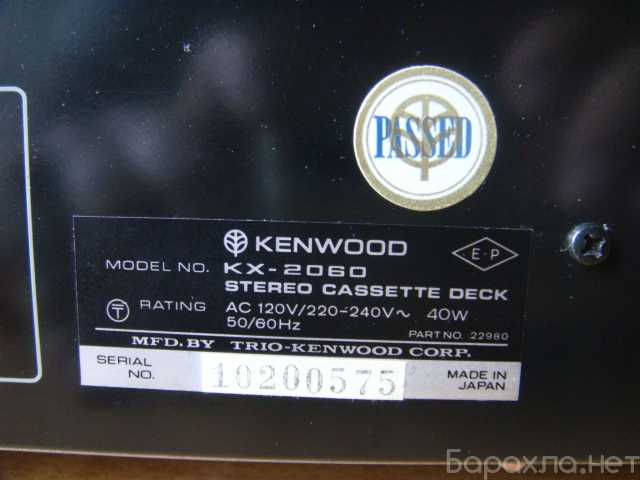 PASSED
KENWOOD
E·P
MODEL NO. KX-2060
STEREO CASSETTE DECK
T RATING AC 120V/220-240V~ 40W
50/60Hz
PART NO. 22980
MFD. BY TRIO-KENWOOD CORP.
SERIAL NO. 10200575
MADE IN JAPAN
Барахла.нет